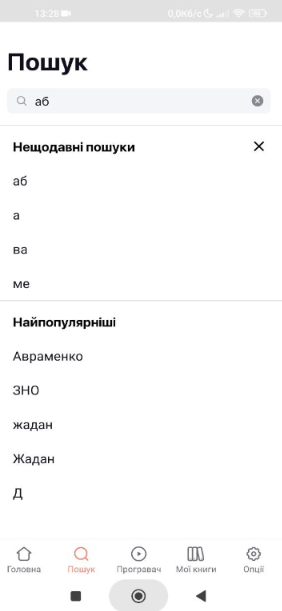 13:28
0,0Кб/с
Пошук
аб
Нещодавні пошуки
аб
а
ва
ме
Найпопулярніші
Авраменко
ЗНО
жадан
Жадан
Д
Головна Пошук Програвач Мої книги Опції